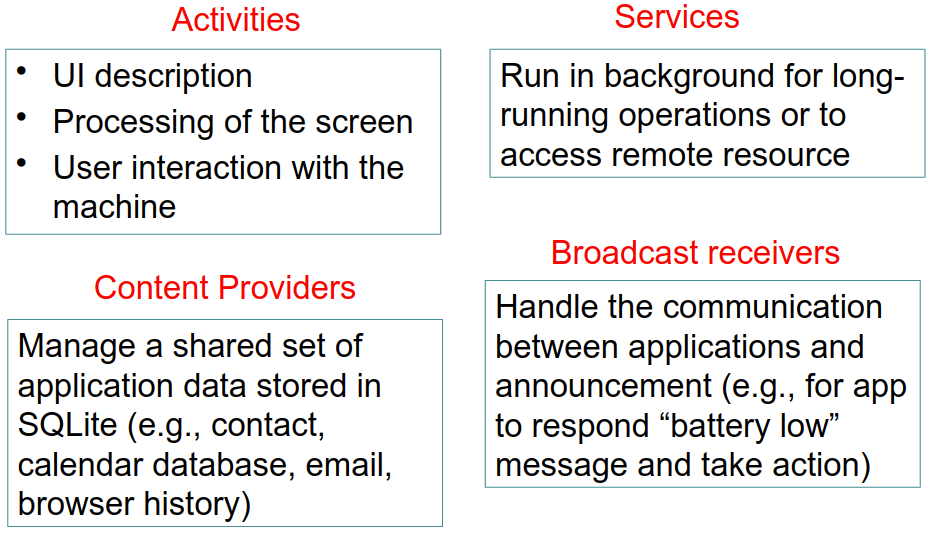 Activities
• UI description
• Processing of the screen
• User interaction with the
machine
Services
Run in background for long-
running operations or to
access remote resource
Content Providers
Manage a shared set of
application data stored in
SQLite (e.g., contact,
calendar database, email,
browser history)
Broadcast receivers
Handle the communication
between applications and
announcement (e.g., for app
to respond “battery low”
message and take action)